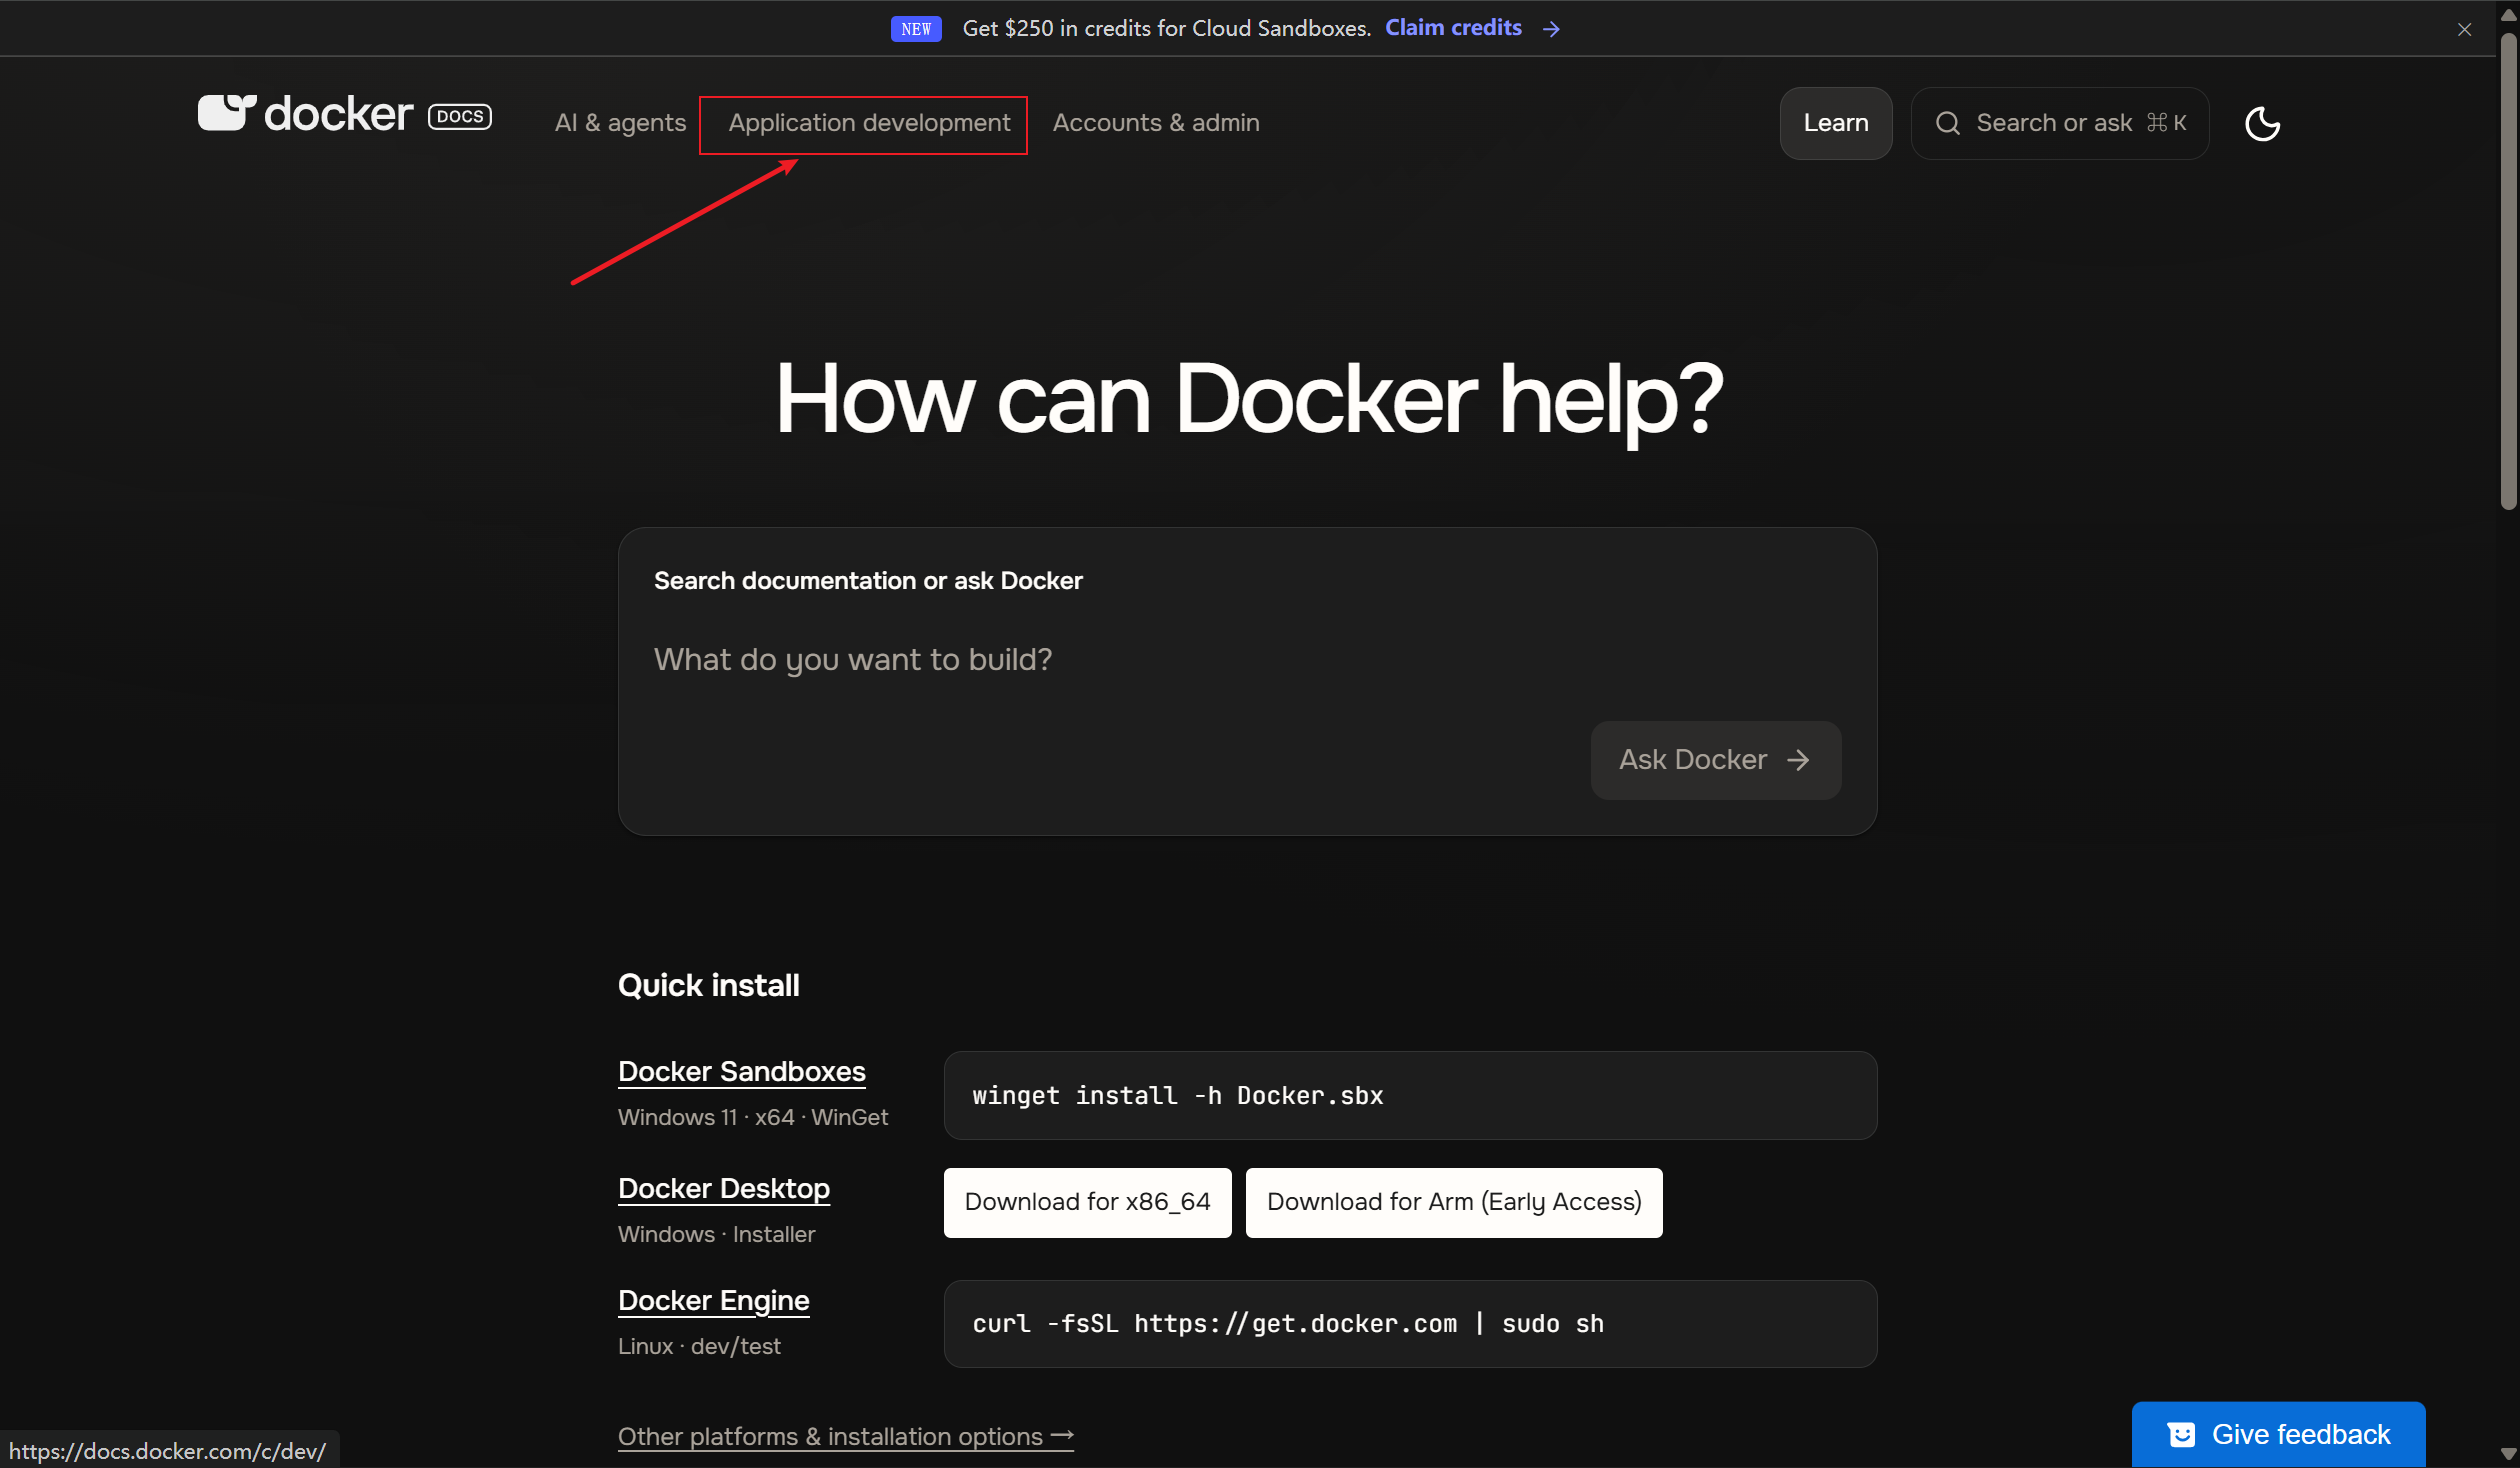 NEW Get $250 in credits for Cloud Sandboxes. Claim credits →
docker DOCS AI & agents Application development Accounts & admin Learn Search or ask ⌘ K
How can Docker help?
Search documentation or ask Docker
What do you want to build?
Ask Docker →
Quick install
Docker Sandboxes
Windows 11 · x64 · WinGet
winget install -h Docker.sbx
Docker Desktop
Windows · Installer
Download for x86_64 Download for Arm (Early Access)
Docker Engine
Linux · dev/test
curl -fsSL https://get.docker.com | sudo sh
Other platforms & installation options →
Give feedback
https://docs.docker.com/c/dev/